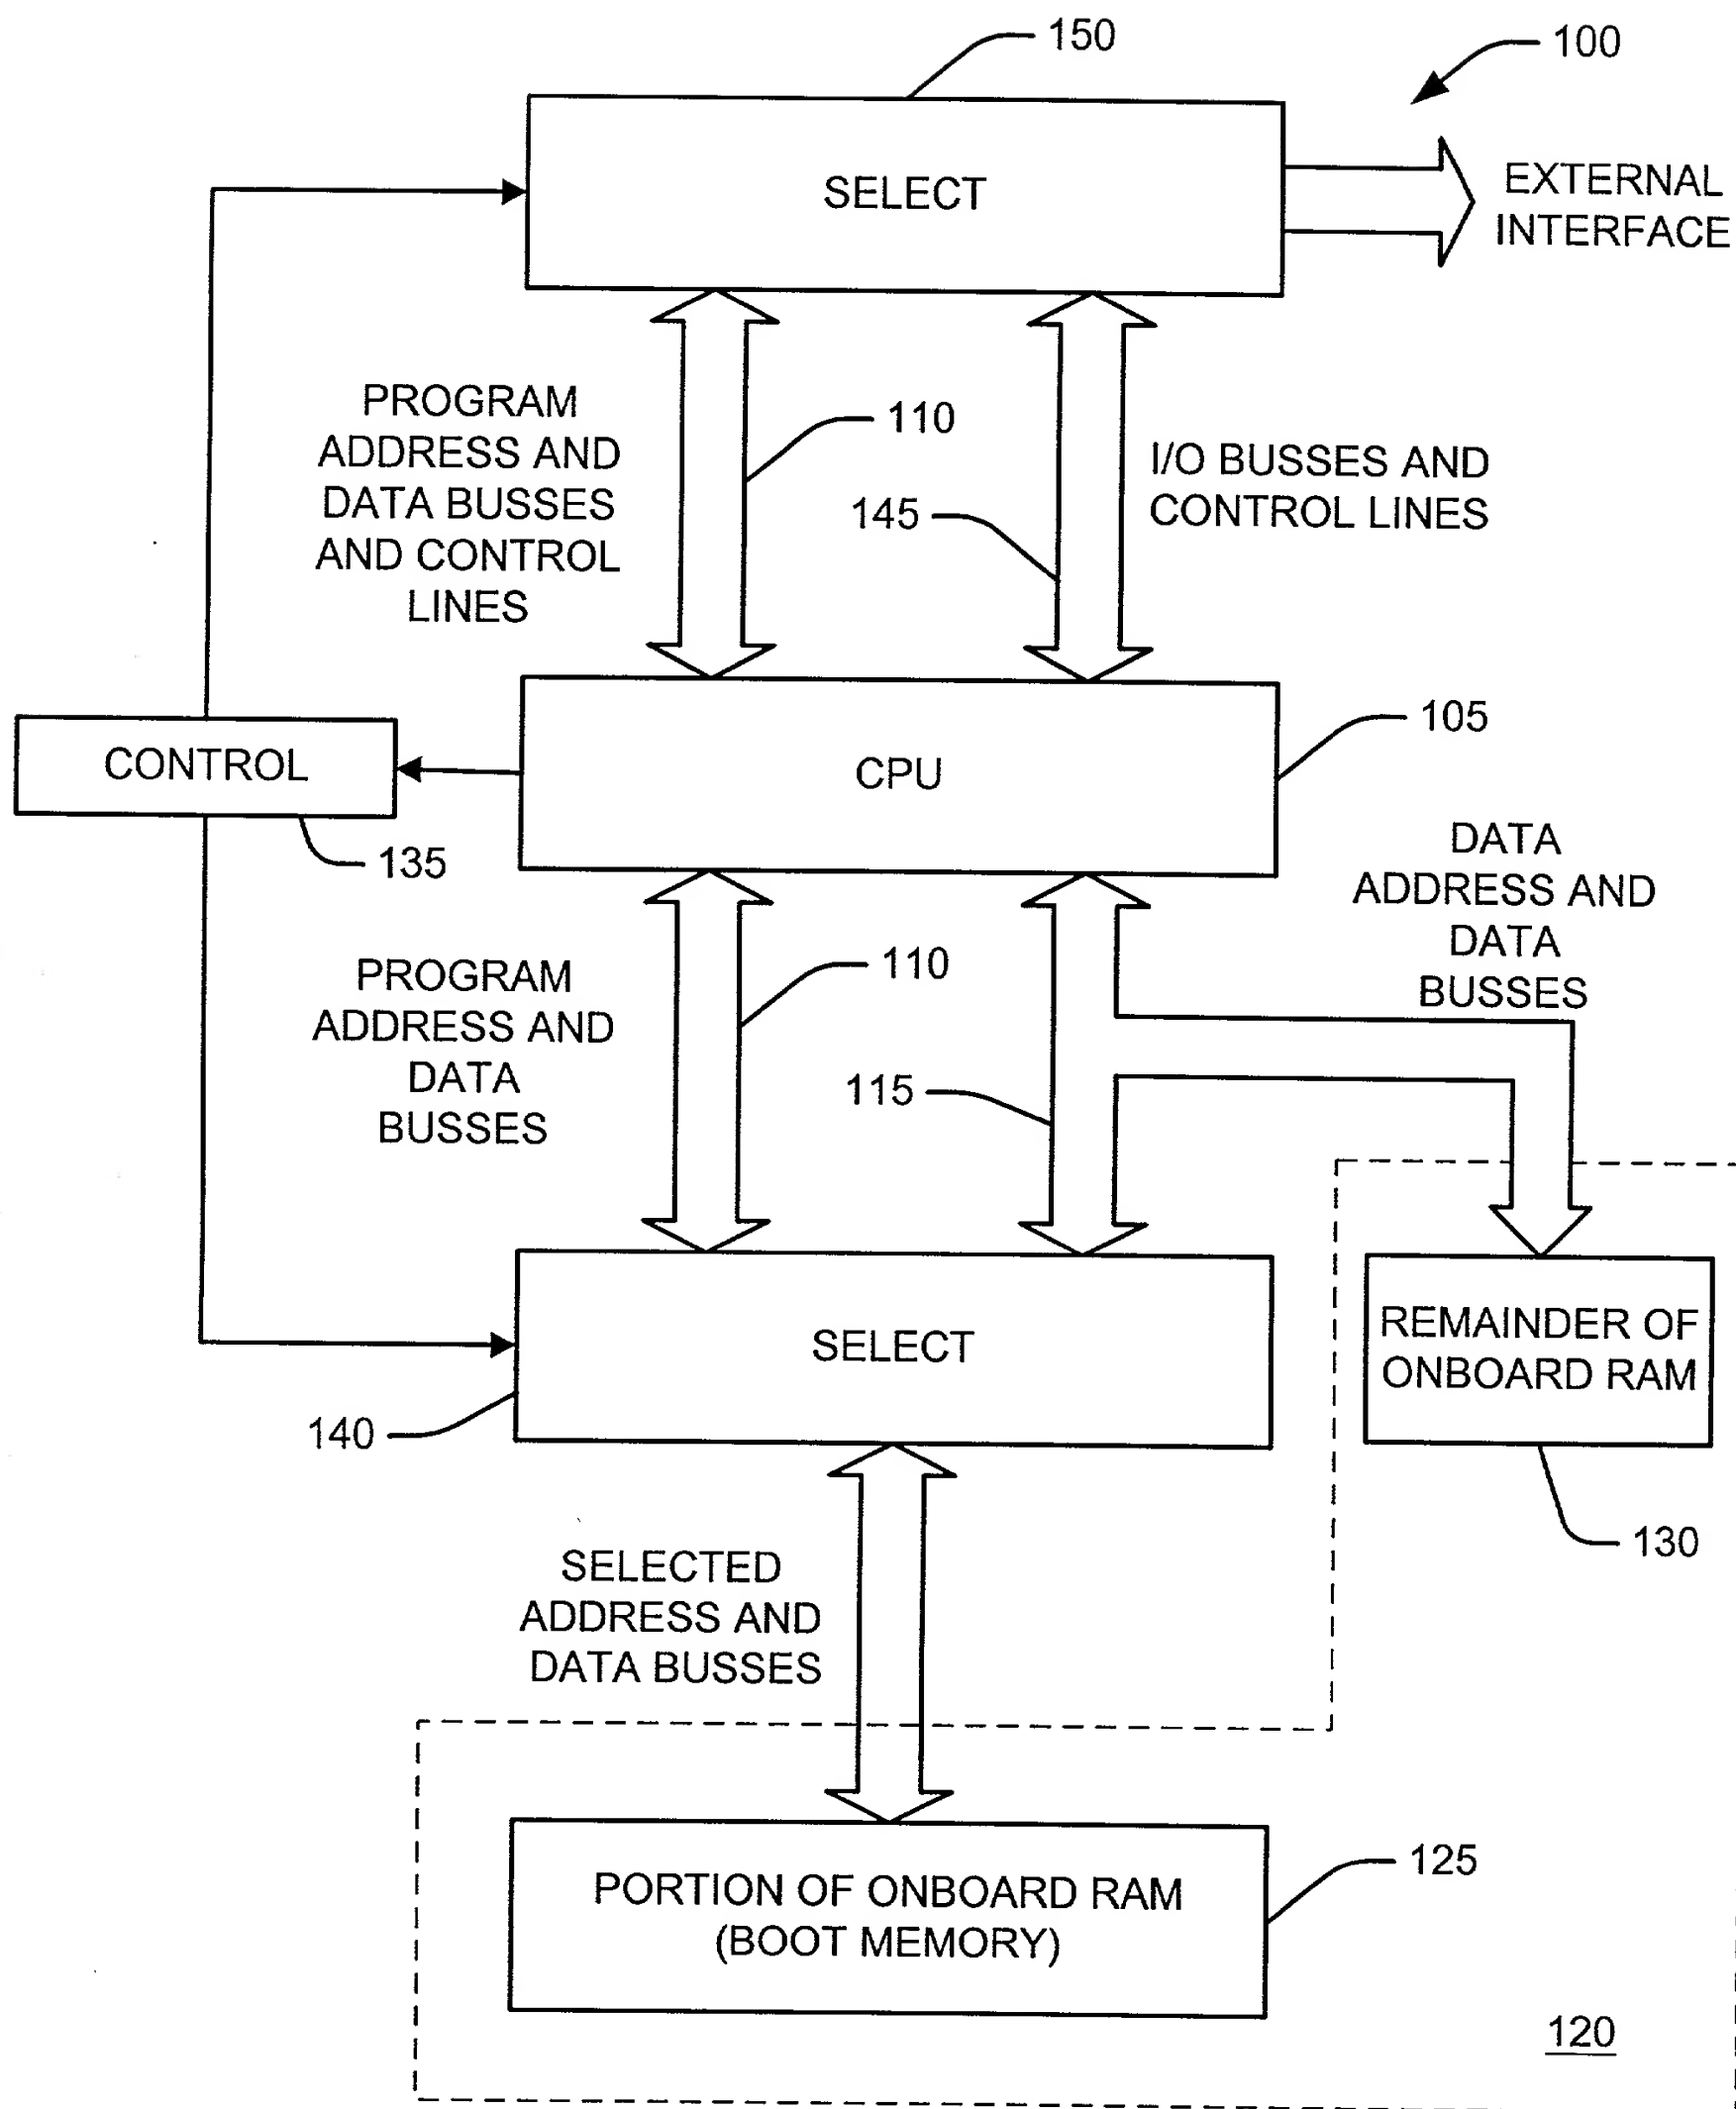 150
100
SELECT
EXTERNAL
INTERFACE
PROGRAM
ADDRESS AND
DATA BUSSES
AND CONTROL
LINES
110
145
I/O BUSSES AND
CONTROL LINES
CONTROL
135
CPU
105
DATA
ADDRESS AND
DATA
BUSSES
PROGRAM
ADDRESS AND
DATA
BUSSES
110
115
SELECT
140
REMAINDER OF
ONBOARD RAM
130
SELECTED
ADDRESS AND
DATA BUSSES
PORTION OF ONBOARD RAM
(BOOT MEMORY)
125
120